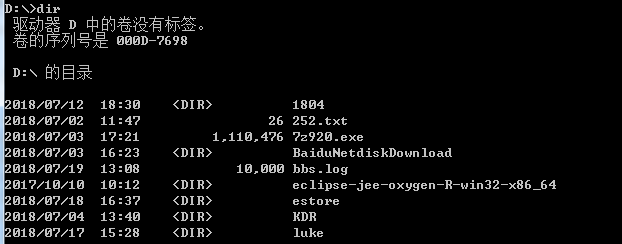 D:\>dir
驱动器 D 中的卷没有标签。
卷的序列号是 000D-7698
D:\ 的目录
2018/07/12  18:30    <DIR>          1804
2018/07/02  11:47                26 252.txt
2018/07/03  17:21         1,110,476 7z920.exe
2018/07/03  16:23    <DIR>          BaiduNetdiskDownload
2018/07/19  13:08            10,000 bbs.log
2017/10/10  10:12    <DIR>          eclipse-jee-oxygen-R-win32-x86_64
2018/07/18  16:37    <DIR>          estore
2018/07/04  13:40    <DIR>          KDR
2018/07/17  15:28    <DIR>          luke